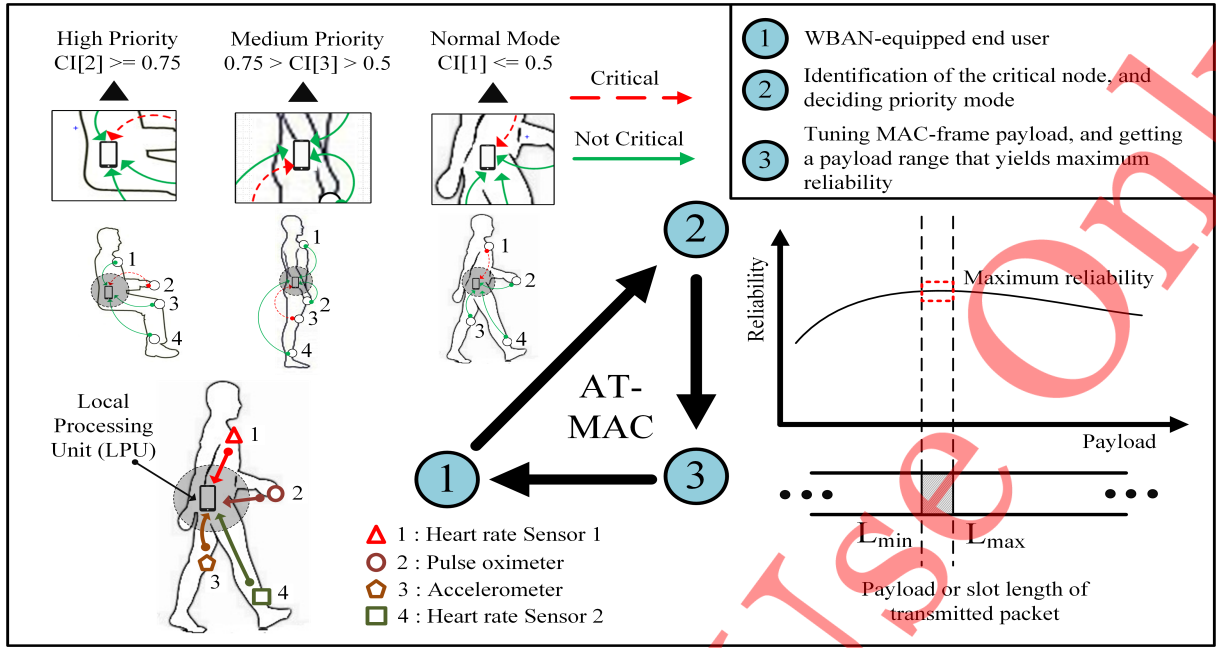 High Priority
CI[2] >= 0.75
Medium Priority
0.75 > CI[3] > 0.5
Normal Mode
CI[1] <= 0.5
Critical
Not Critical
1 WBAN-equipped end user
2 Identification of the critical node, and
deciding priority mode
3 Tuning MAC-frame payload, and getting
a payload range that yields maximum
reliability
1
2
3
4
1
2
3
4
1
2
3
4
2
AT-
MAC
1
3
Reliability
Maximum reliability
Payload
Local
Processing
Unit (LPU)
1
2
3
4
1 : Heart rate Sensor 1
2 : Pulse oximeter
3 : Accelerometer
4 : Heart rate Sensor 2
Lmin
Lmax
Payload or slot length of
transmitted packet
Use Only